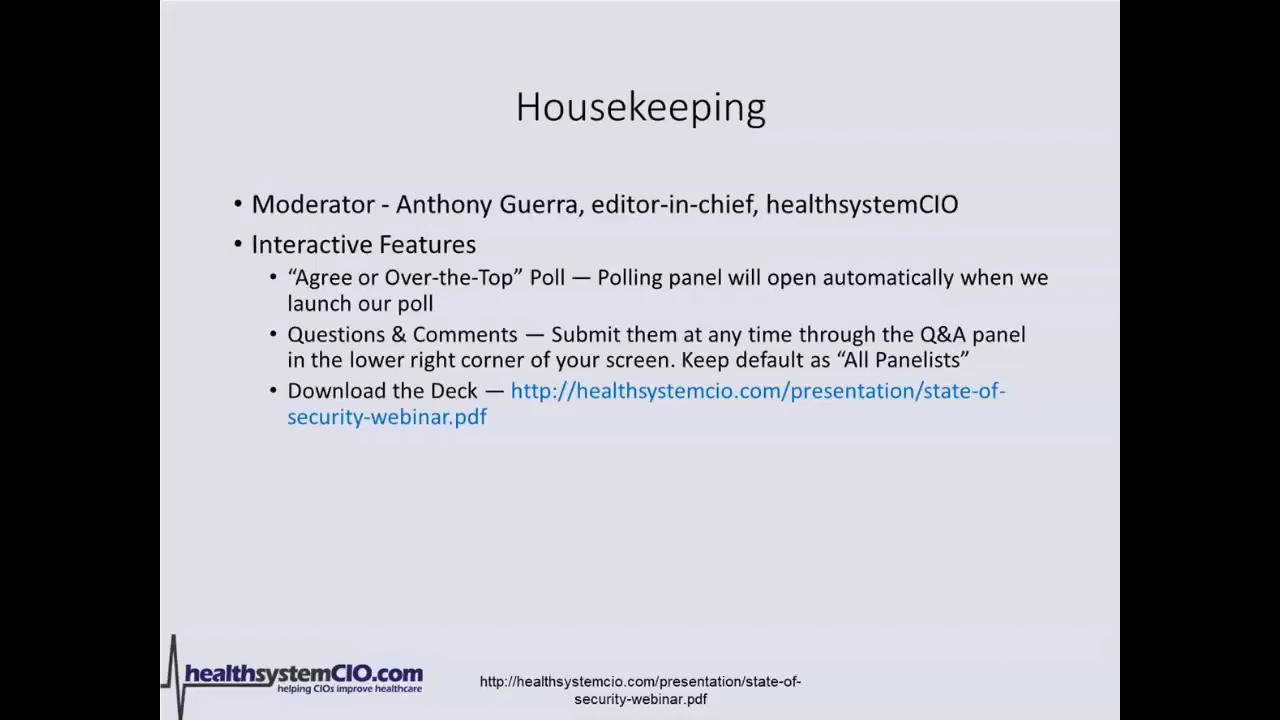 Housekeeping
• Moderator - Anthony Guerra, editor-in-chief, healthsystemCIO
• Interactive Features
• “Agree or Over-the-Top” Poll — Polling panel will open automatically when we
launch our poll
• Questions & Comments — Submit them at any time through the Q&A panel
in the lower right corner of your screen. Keep default as “All Panelists”
• Download the Deck — http://healthsystemcio.com/presentation/state-of-
security-webinar.pdf
healthsystemCIO.com
helping CIOs improve healthcare
http://healthsystemcio.com/presentation/state-of-
security-webinar.pdf